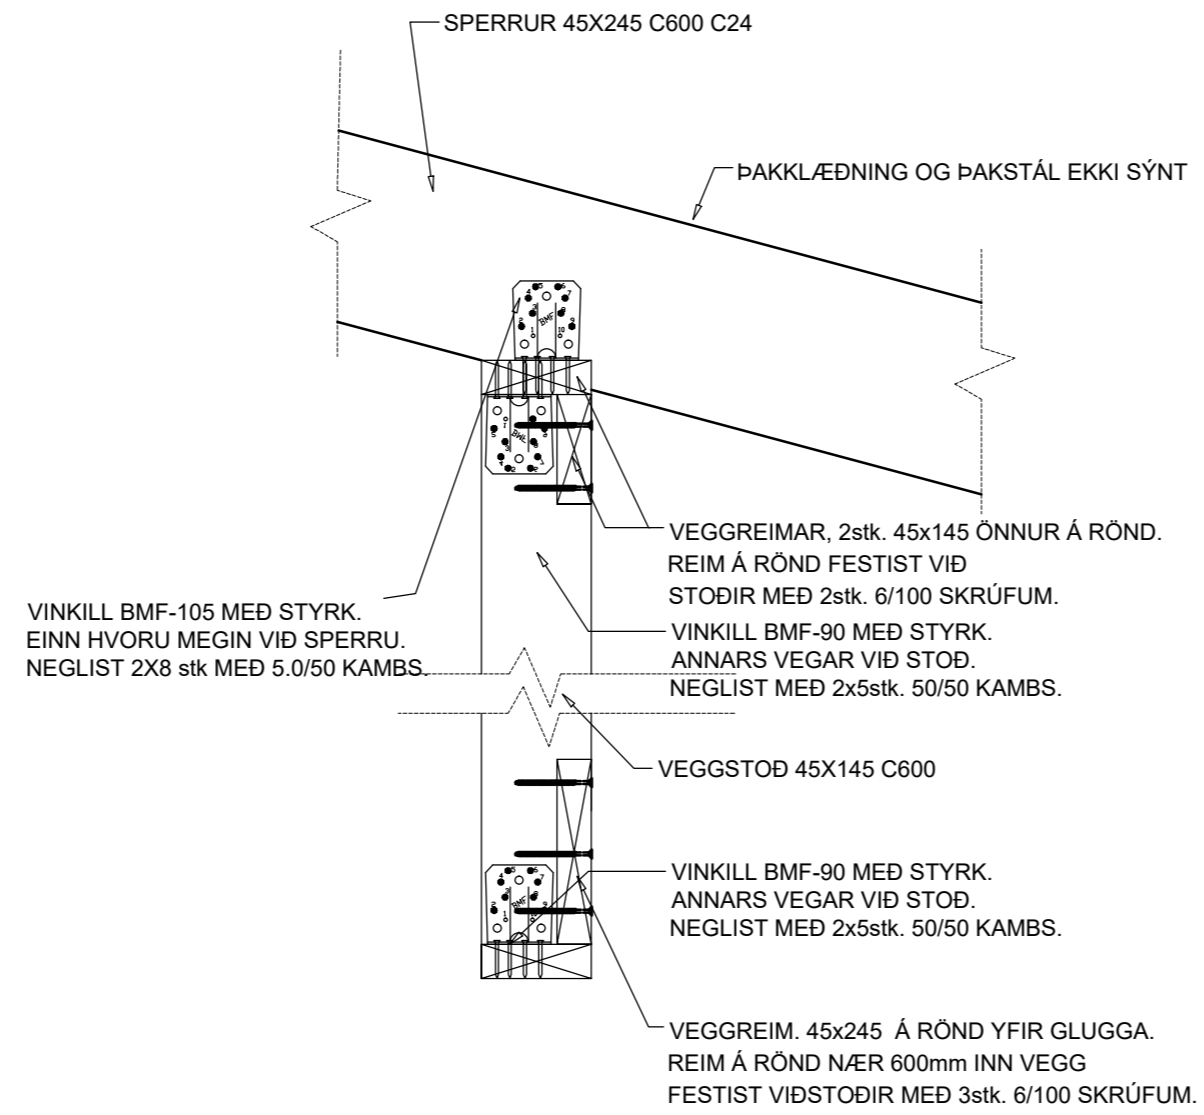 SPERRUR 45X245 C600 C24
ÞAKKLÆÐNING OG ÞAKSTÁL EKKI SÝNT
BMF
BMF
VEGGREIMAR, 2stk. 45x145 ÖNNUR Á RÖND.
REIM Á RÖND FESTIST VIÐ
STOÐIR MEÐ 2stk. 6/100 SKRÚFUM.
VINKILL BMF-105 MEÐ STYRK.
EINN HVORU MEGIN VIÐ SPERRU.
NEGLIST 2X8 stk MEÐ 5.0/50 KAMBS.
VINKILL BMF-90 MEÐ STYRK.
ANNARS VEGAR VIÐ STOÐ.
NEGLIST MEÐ 2x5stk. 50/50 KAMBS.
VEGGSTOÐ 45X145 C600
BMF
VINKILL BMF-90 MEÐ STYRK.
ANNARS VEGAR VIÐ STOÐ.
NEGLIST MEÐ 2x5stk. 50/50 KAMBS.
VEGGREIM. 45x245 Á RÖND YFIR GLUGGA.
REIM Á RÖND NÆR 600mm INN VEGG
FESTIST VIÐSTOÐIR MEÐ 3stk. 6/100 SKRÚFUM.